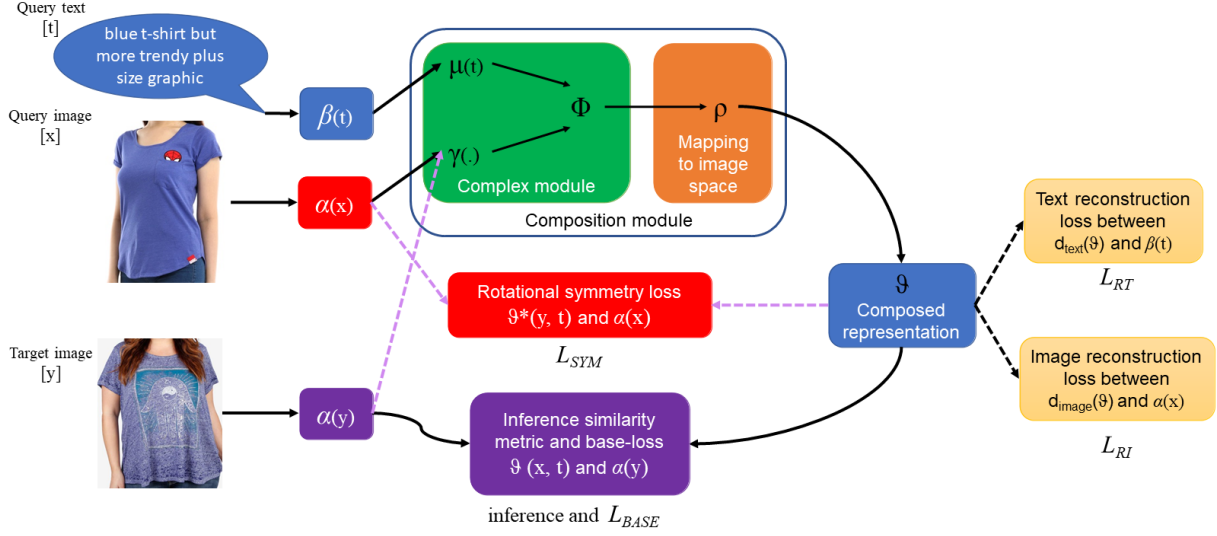 Query text
[t]
blue t-shirt but
more trendy plus
size graphic
Query image
[x]
β(t)
α(x)
μ(t)
Φ
γ(.)
Complex module
ρ
Mapping
to image
space
Composition module
Rotational symmetry loss
ϑ*(y, t) and α(x)
L_SYM
ϑ
Composed
representation
Text reconstruction
loss between
d_text(ϑ) and β(t)
L_RT
Image reconstruction
loss between
d_image(ϑ) and α(x)
L_RI
Target image
[y]
α(y)
Inference similarity
metric and base-loss
ϑ (x, t) and α(y)
inference and L_BASE